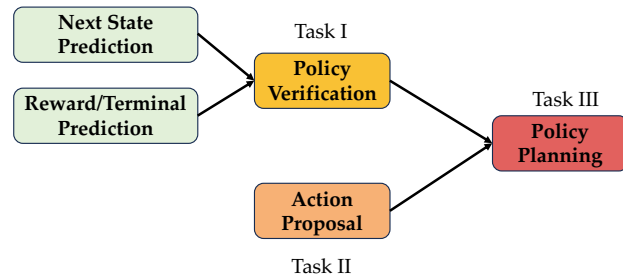 Next State
Prediction
Reward/Terminal
Prediction
Task I
Policy
Verification
Task III
Policy
Planning
Action
Proposal
Task II